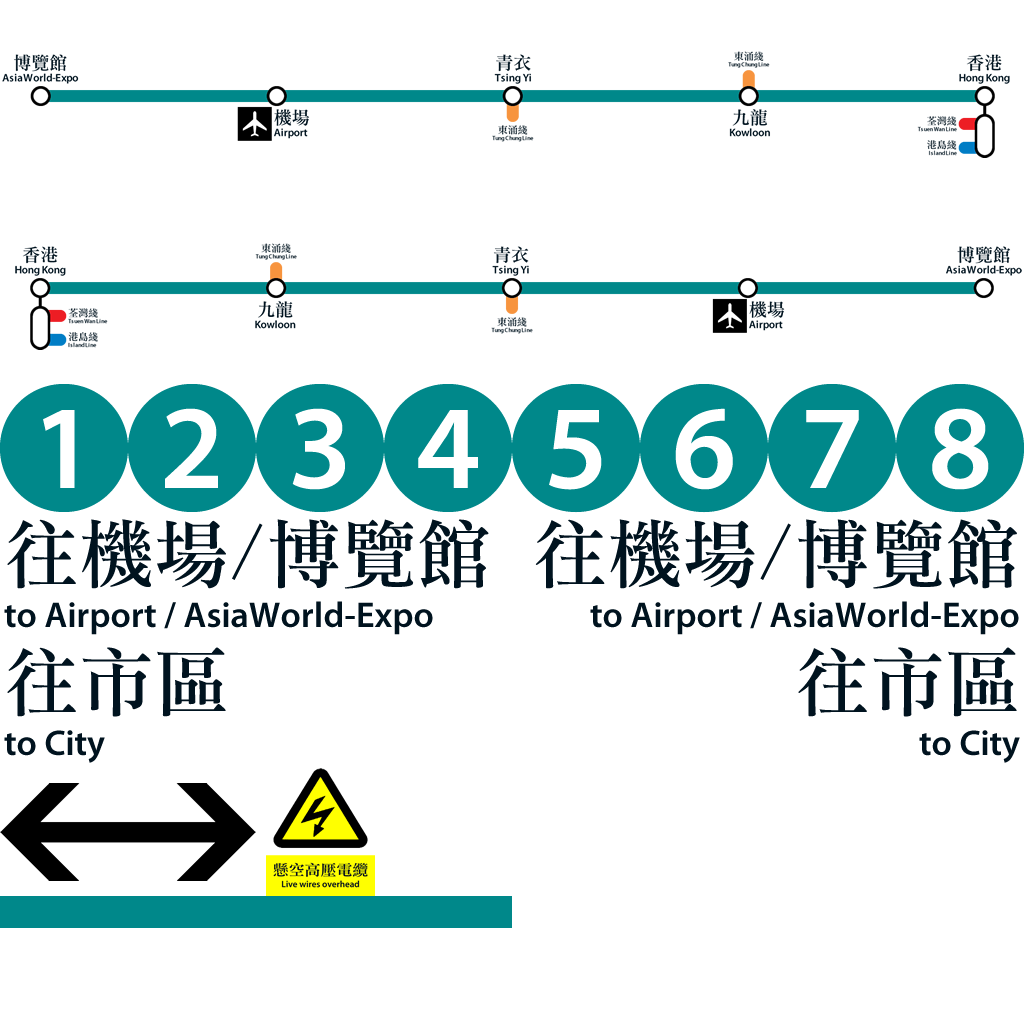 博覽館
AsiaWorld-Expo
機場
Airport
青衣
Tsing Yi
東涌綫
Tung Chung Line
東涌綫
Tung Chung Line
九龍
Kowloon
香港
Hong Kong
荃灣綫
Tsuen Wan Line
港島綫
Island Line
香港
Hong Kong
荃灣綫
Tsuen Wan Line
港島綫
Island Line
東涌綫
Tung Chung Line
九龍
Kowloon
青衣
Tsing Yi
東涌綫
Tung Chung Line
機場
Airport
博覽館
AsiaWorld-Expo
1 2 3 4 5 6 7 8
往機場/博覽館
to Airport / AsiaWorld-Expo
往機場/博覽館
to Airport / AsiaWorld-Expo
往市區
to City
往市區
to City
懸空高壓電纜
Live wires overhead